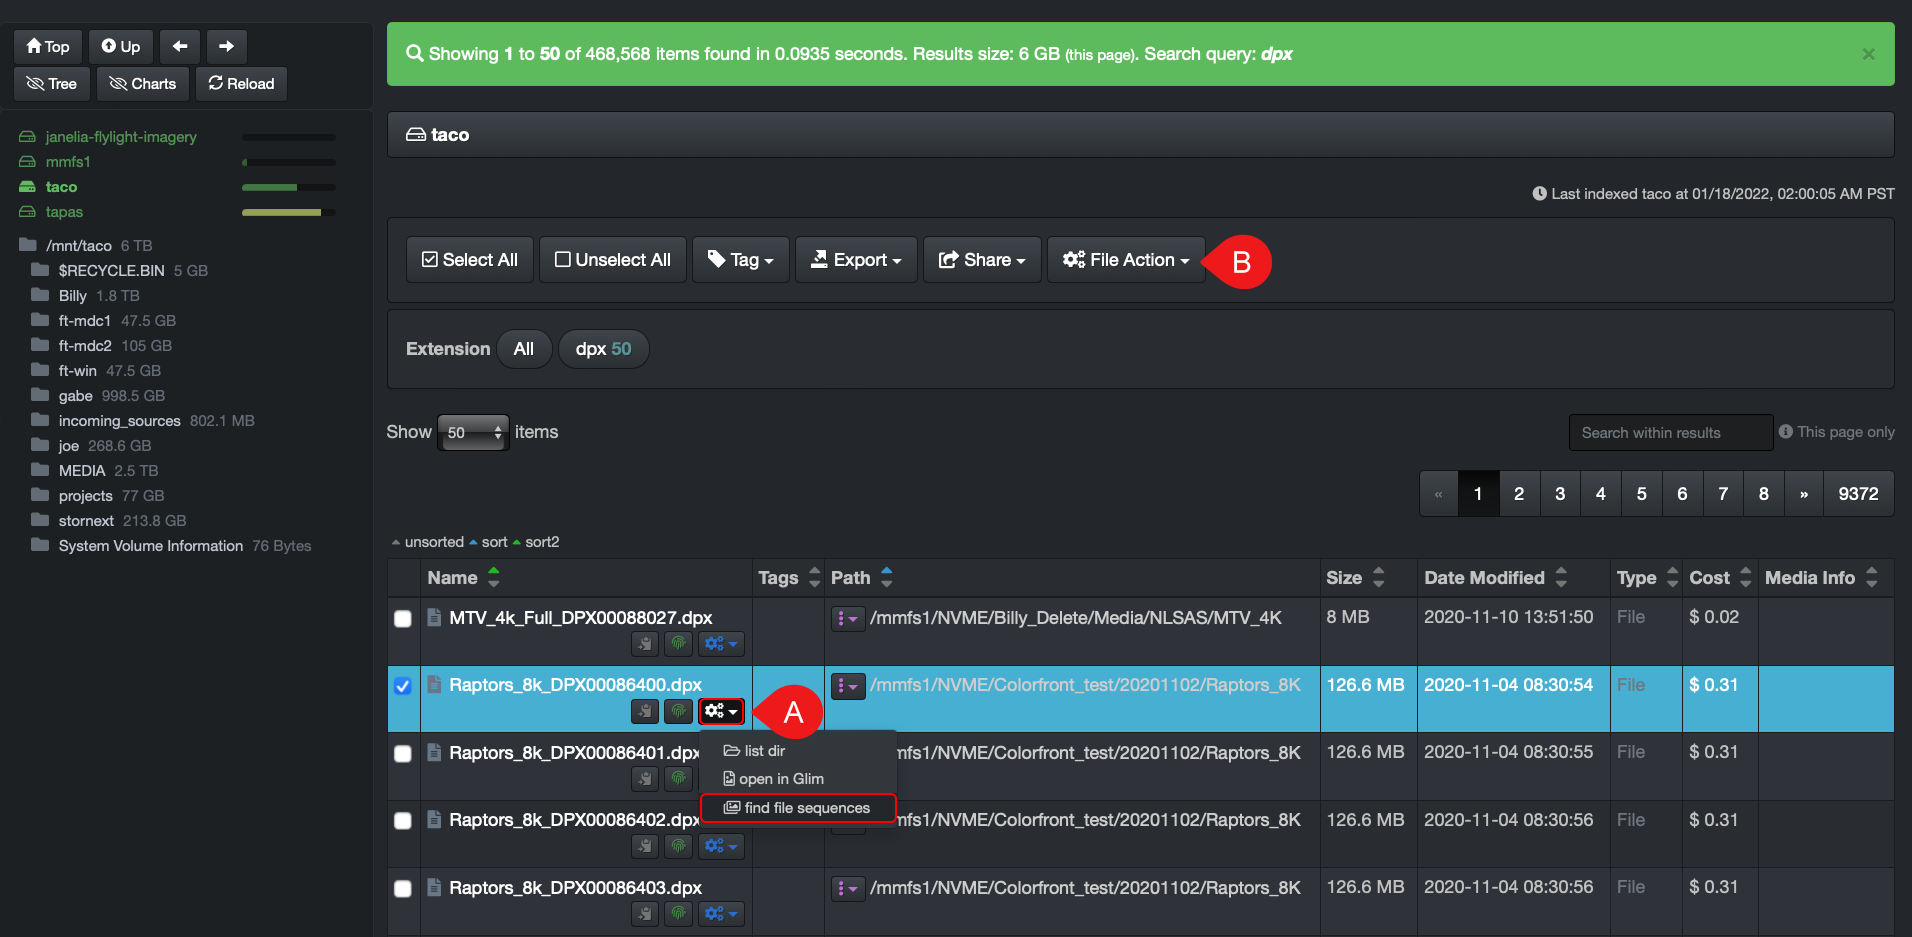 Top Up
Tree Charts Reload
janelia-flylight-imagery
mmfs1
taco
tapas
/mnt/taco 6 TB
$RECYCLE.BIN 5 GB
Billy 1.8 TB
ft-mdc1 47.5 GB
ft-mdc2 105 GB
ft-win 47.5 GB
gabe 998.5 GB
incoming_sources 802.1 MB
joe 268.6 GB
MEDIA 2.5 TB
projects 77 GB
stornext 213.8 GB
System Volume Information 76 Bytes
Showing 1 to 50 of 468,568 items found in 0.0935 seconds. Results size: 6 GB (this page). Search query: dpx ×
taco
Last indexed taco at 01/18/2022, 02:00:05 AM PST
Select All Unselect All Tag Export Share File Action B
Extension All dpx 50
Show 50 items Search within results This page only
« 1 2 3 4 5 6 7 8 » 9372
unsorted sort sort2
Name Tags Path Size Date Modified Type Cost Media Info
MTV_4k_Full_DPX00088027.dpx /mmfs1/NVME/Billy_Delete/Media/NLSAS/MTV_4K 8 MB 2020-11-10 13:51:50 File $ 0.02
Raptors_8k_DPX00086400.dpx /mmfs1/NVME/Colorfront_test/20201102/Raptors_8K 126.6 MB 2020-11-04 08:30:54 File $ 0.31
A
list dir
open in Glim
find file sequences
Raptors_8k_DPX00086401.dpx mfs1/NVME/Colorfront_test/20201102/Raptors_8K 126.6 MB 2020-11-04 08:30:55 File $ 0.31
Raptors_8k_DPX00086402.dpx mfs1/NVME/Colorfront_test/20201102/Raptors_8K 126.6 MB 2020-11-04 08:30:56 File $ 0.31
Raptors_8k_DPX00086403.dpx /mmfs1/NVME/Colorfront_test/20201102/Raptors_8K 126.6 MB 2020-11-04 08:30:56 File $ 0.31